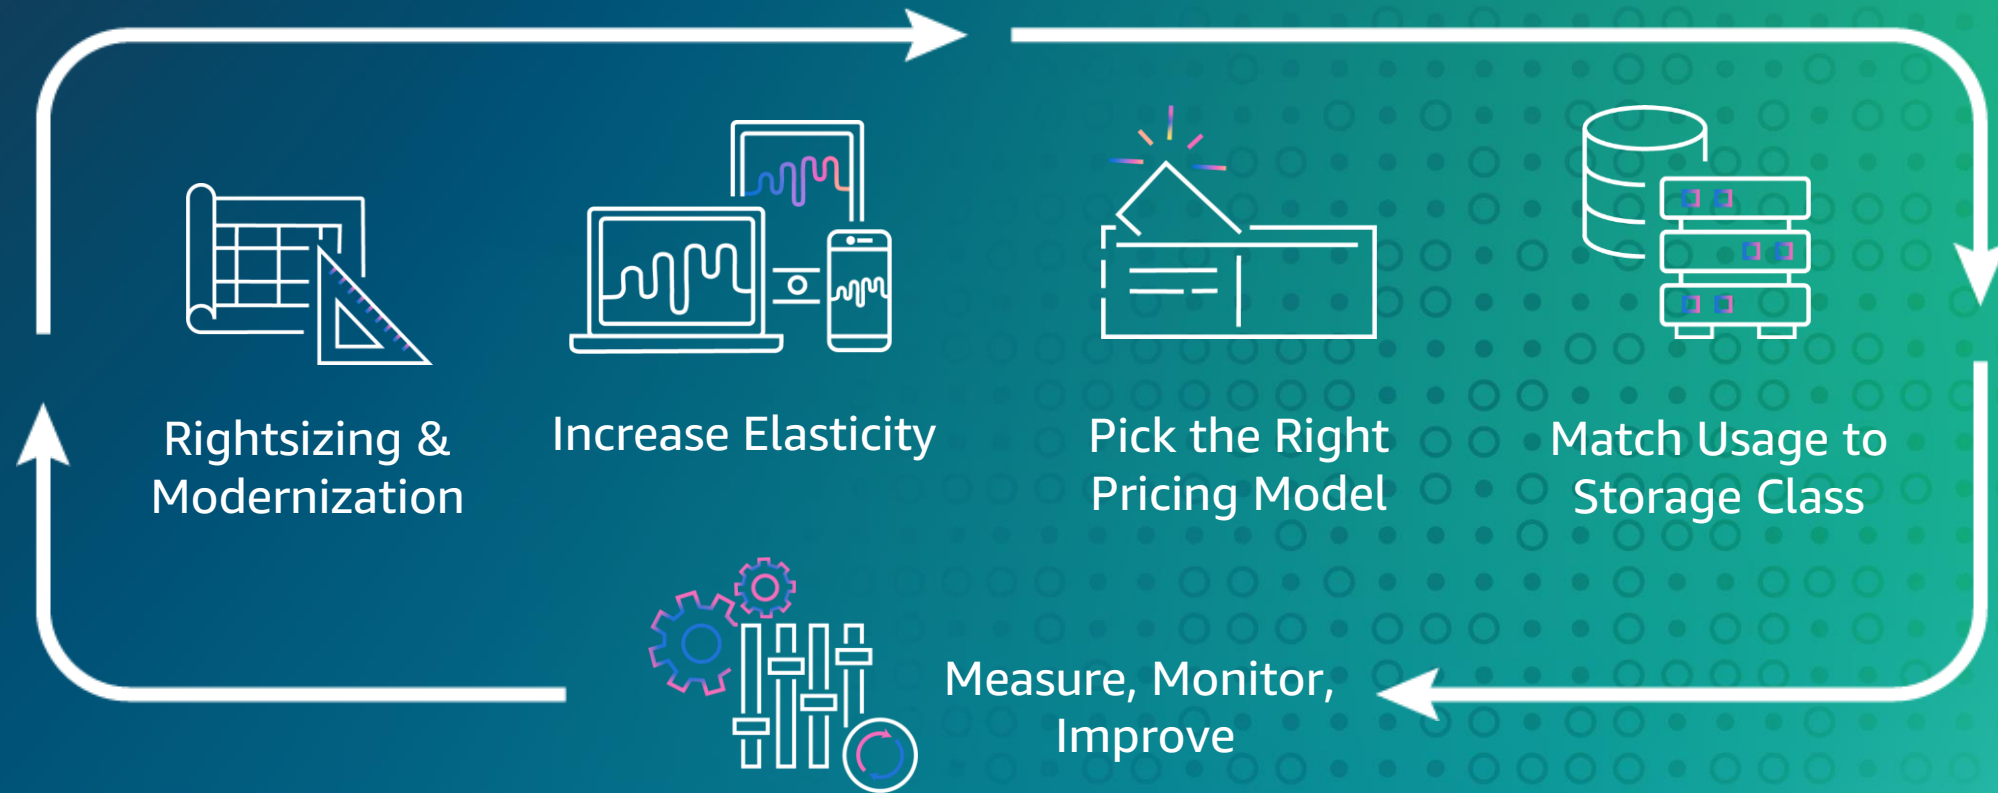 Rightsizing &
Modernization
Increase Elasticity
Pick the Right
Pricing Model
Match Usage to
Storage Class
Measure, Monitor,
Improve